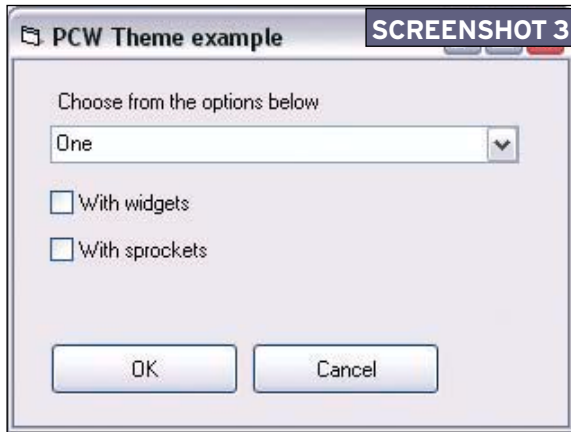 PCW Theme example
SCREENSHOT 3
Choose from the options below
One
With widgets
With sprockets
OK
Cancel